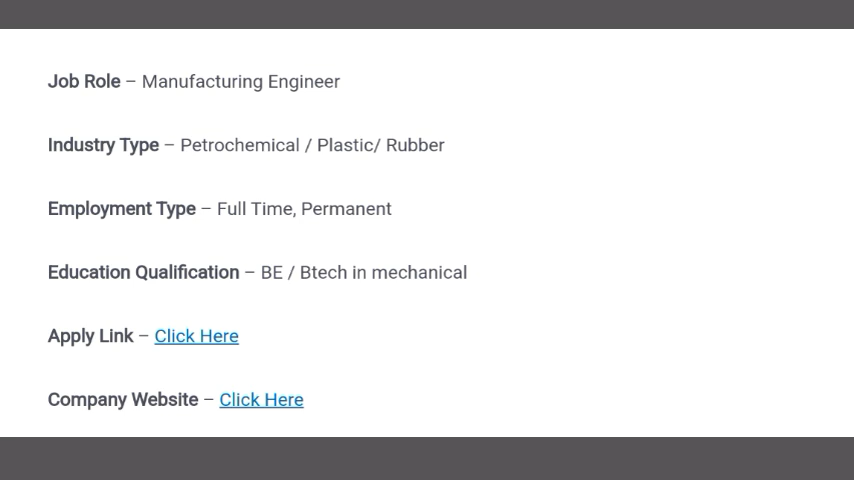 Job Role – Manufacturing Engineer
Industry Type – Petrochemical / Plastic/ Rubber
Employment Type – Full Time, Permanent
Education Qualification – BE / Btech in mechanical
Apply Link – Click Here
Company Website – Click Here